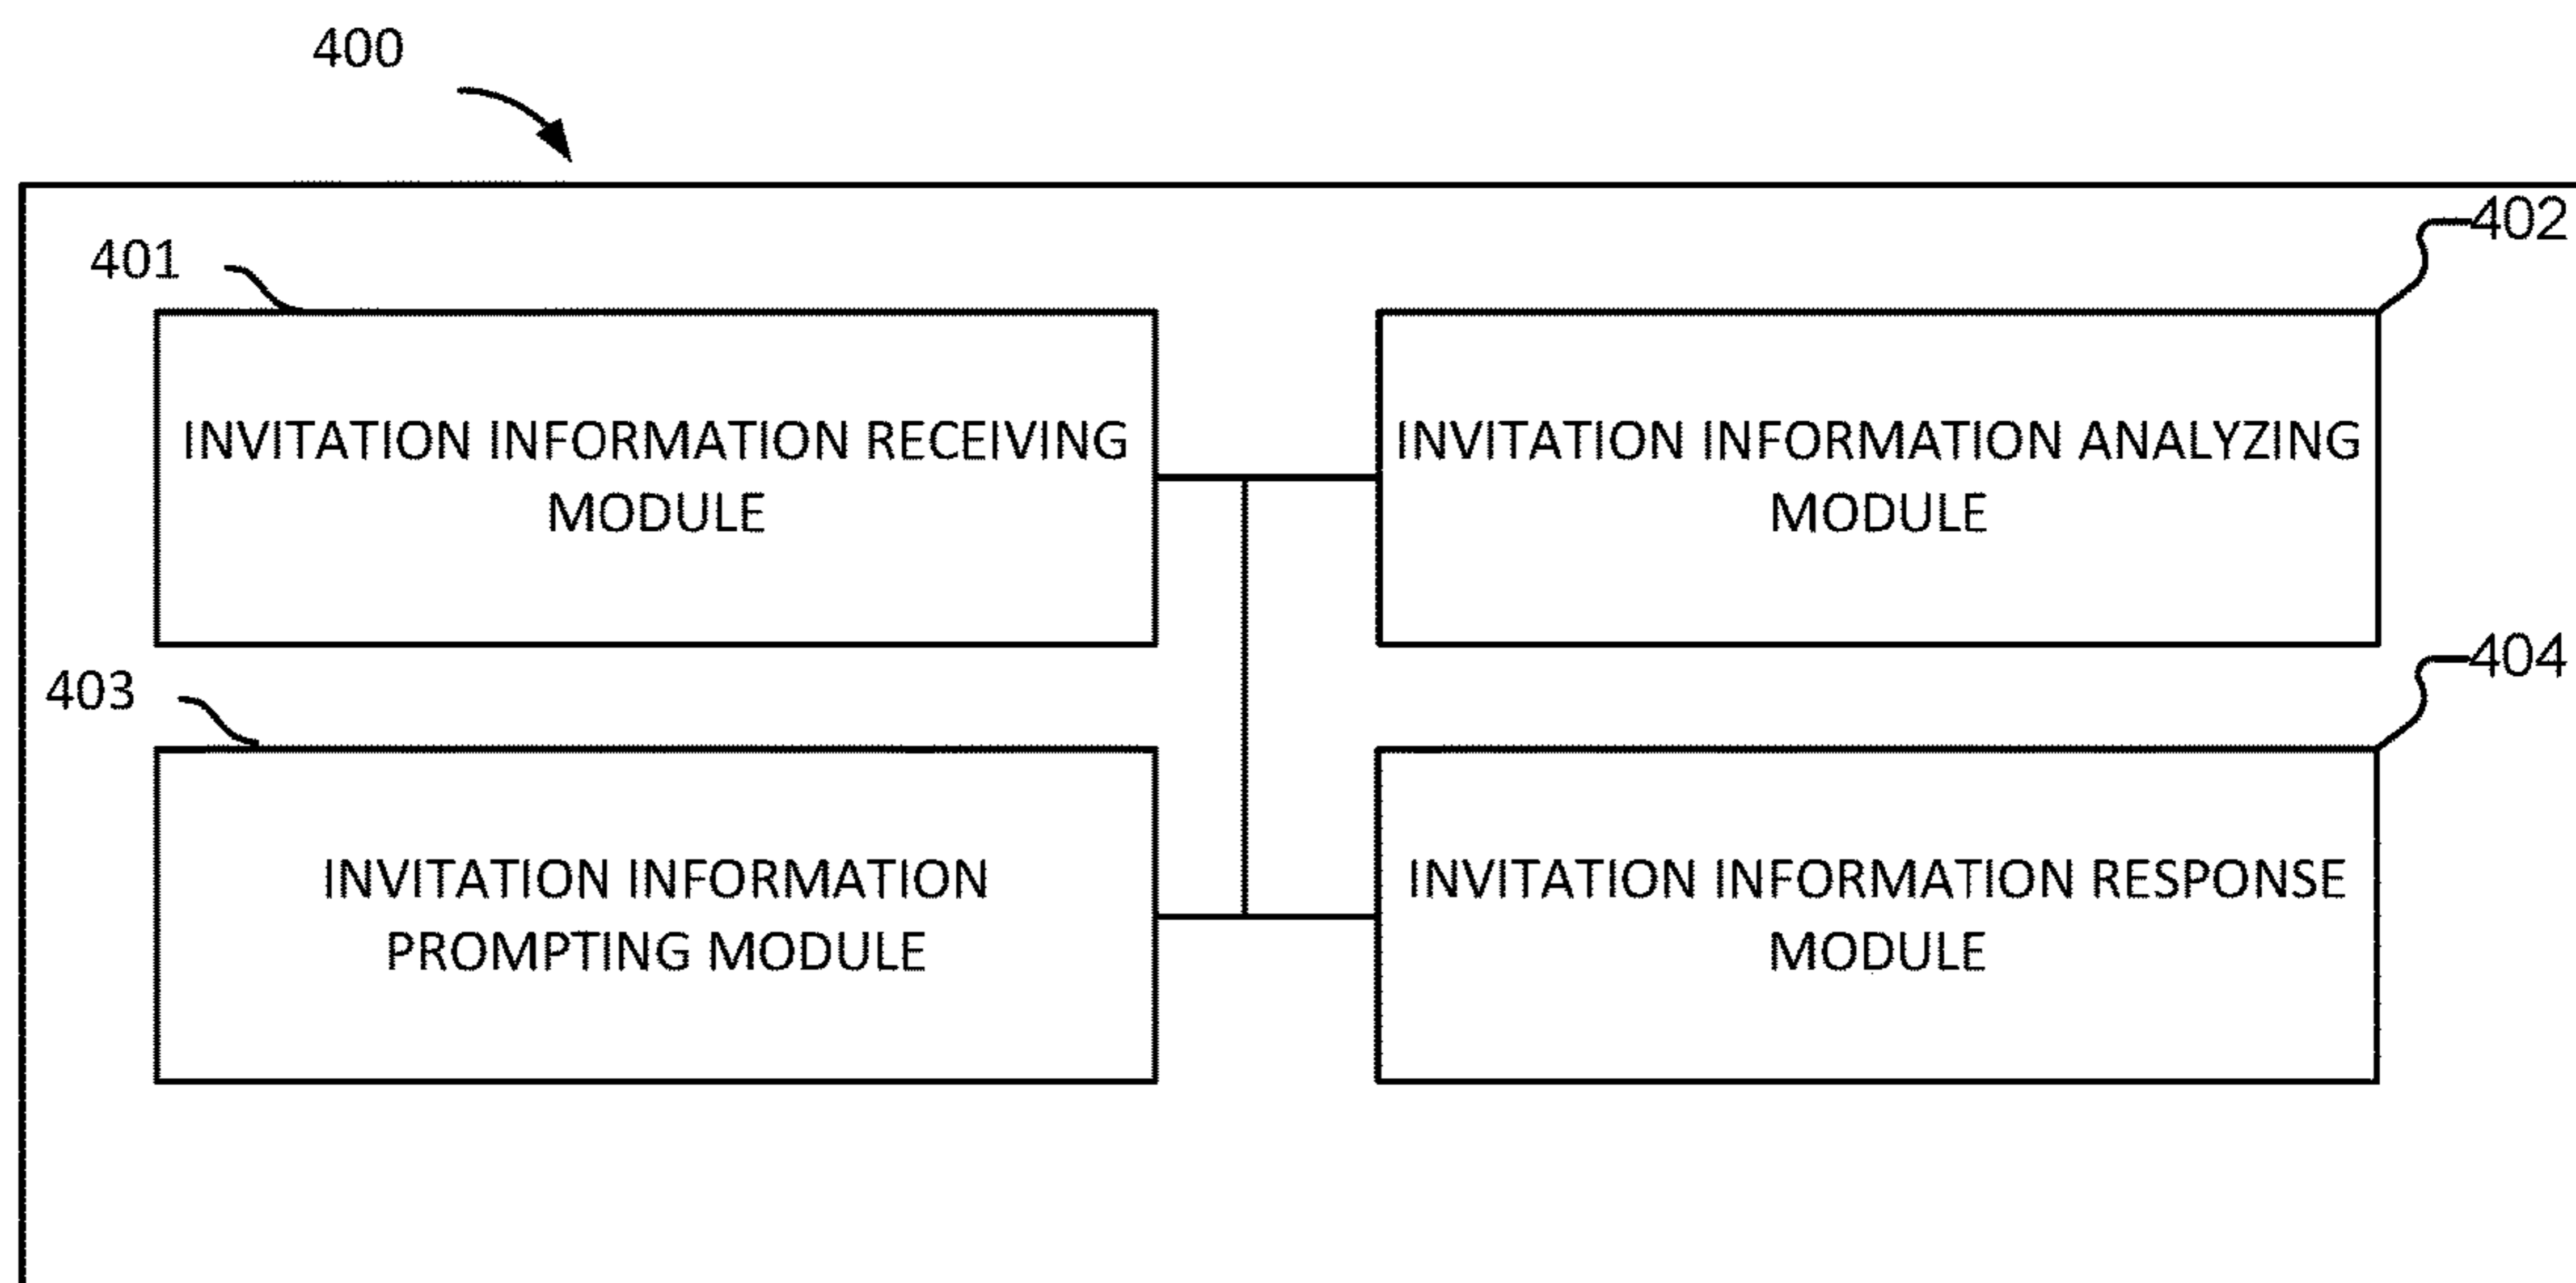 400
401
402
INVITATION INFORMATION RECEIVING
MODULE
INVITATION INFORMATION ANALYZING
MODULE
403
404
INVITATION INFORMATION
PROMPTING MODULE
INVITATION INFORMATION RESPONSE
MODULE